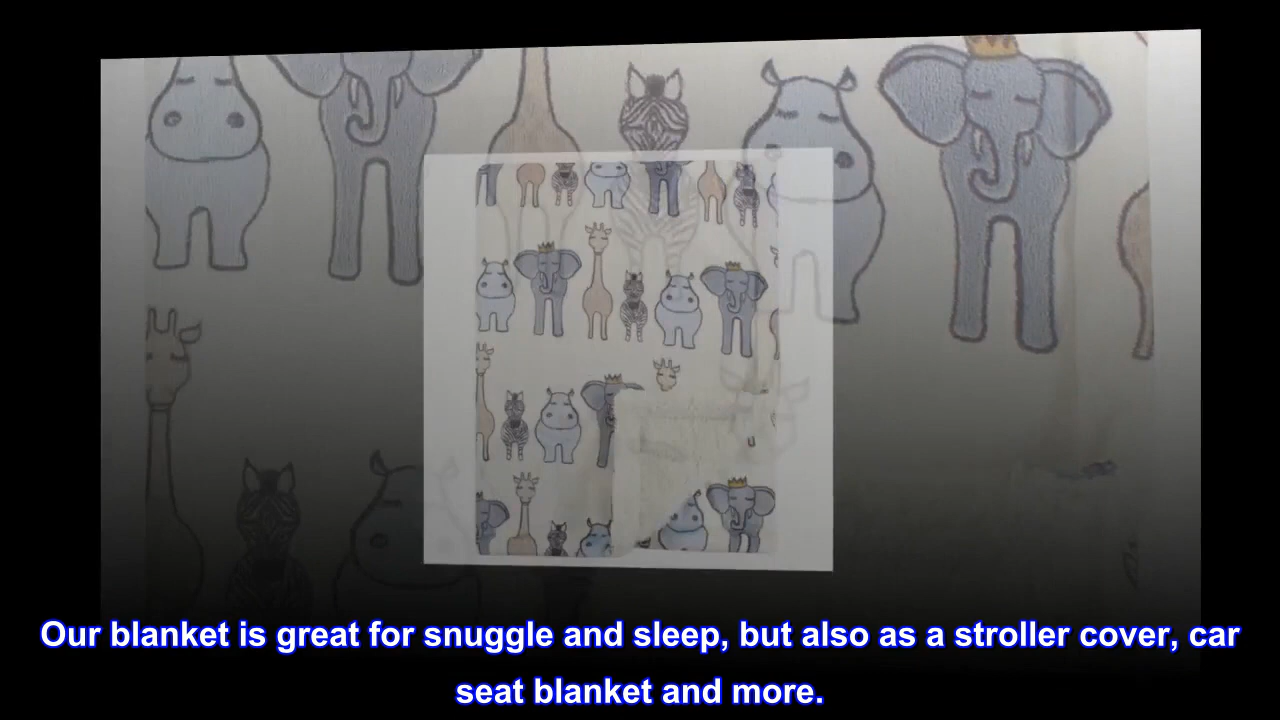 Our blanket is great for snuggle and sleep, but also as a stroller cover, car
seat blanket and more.